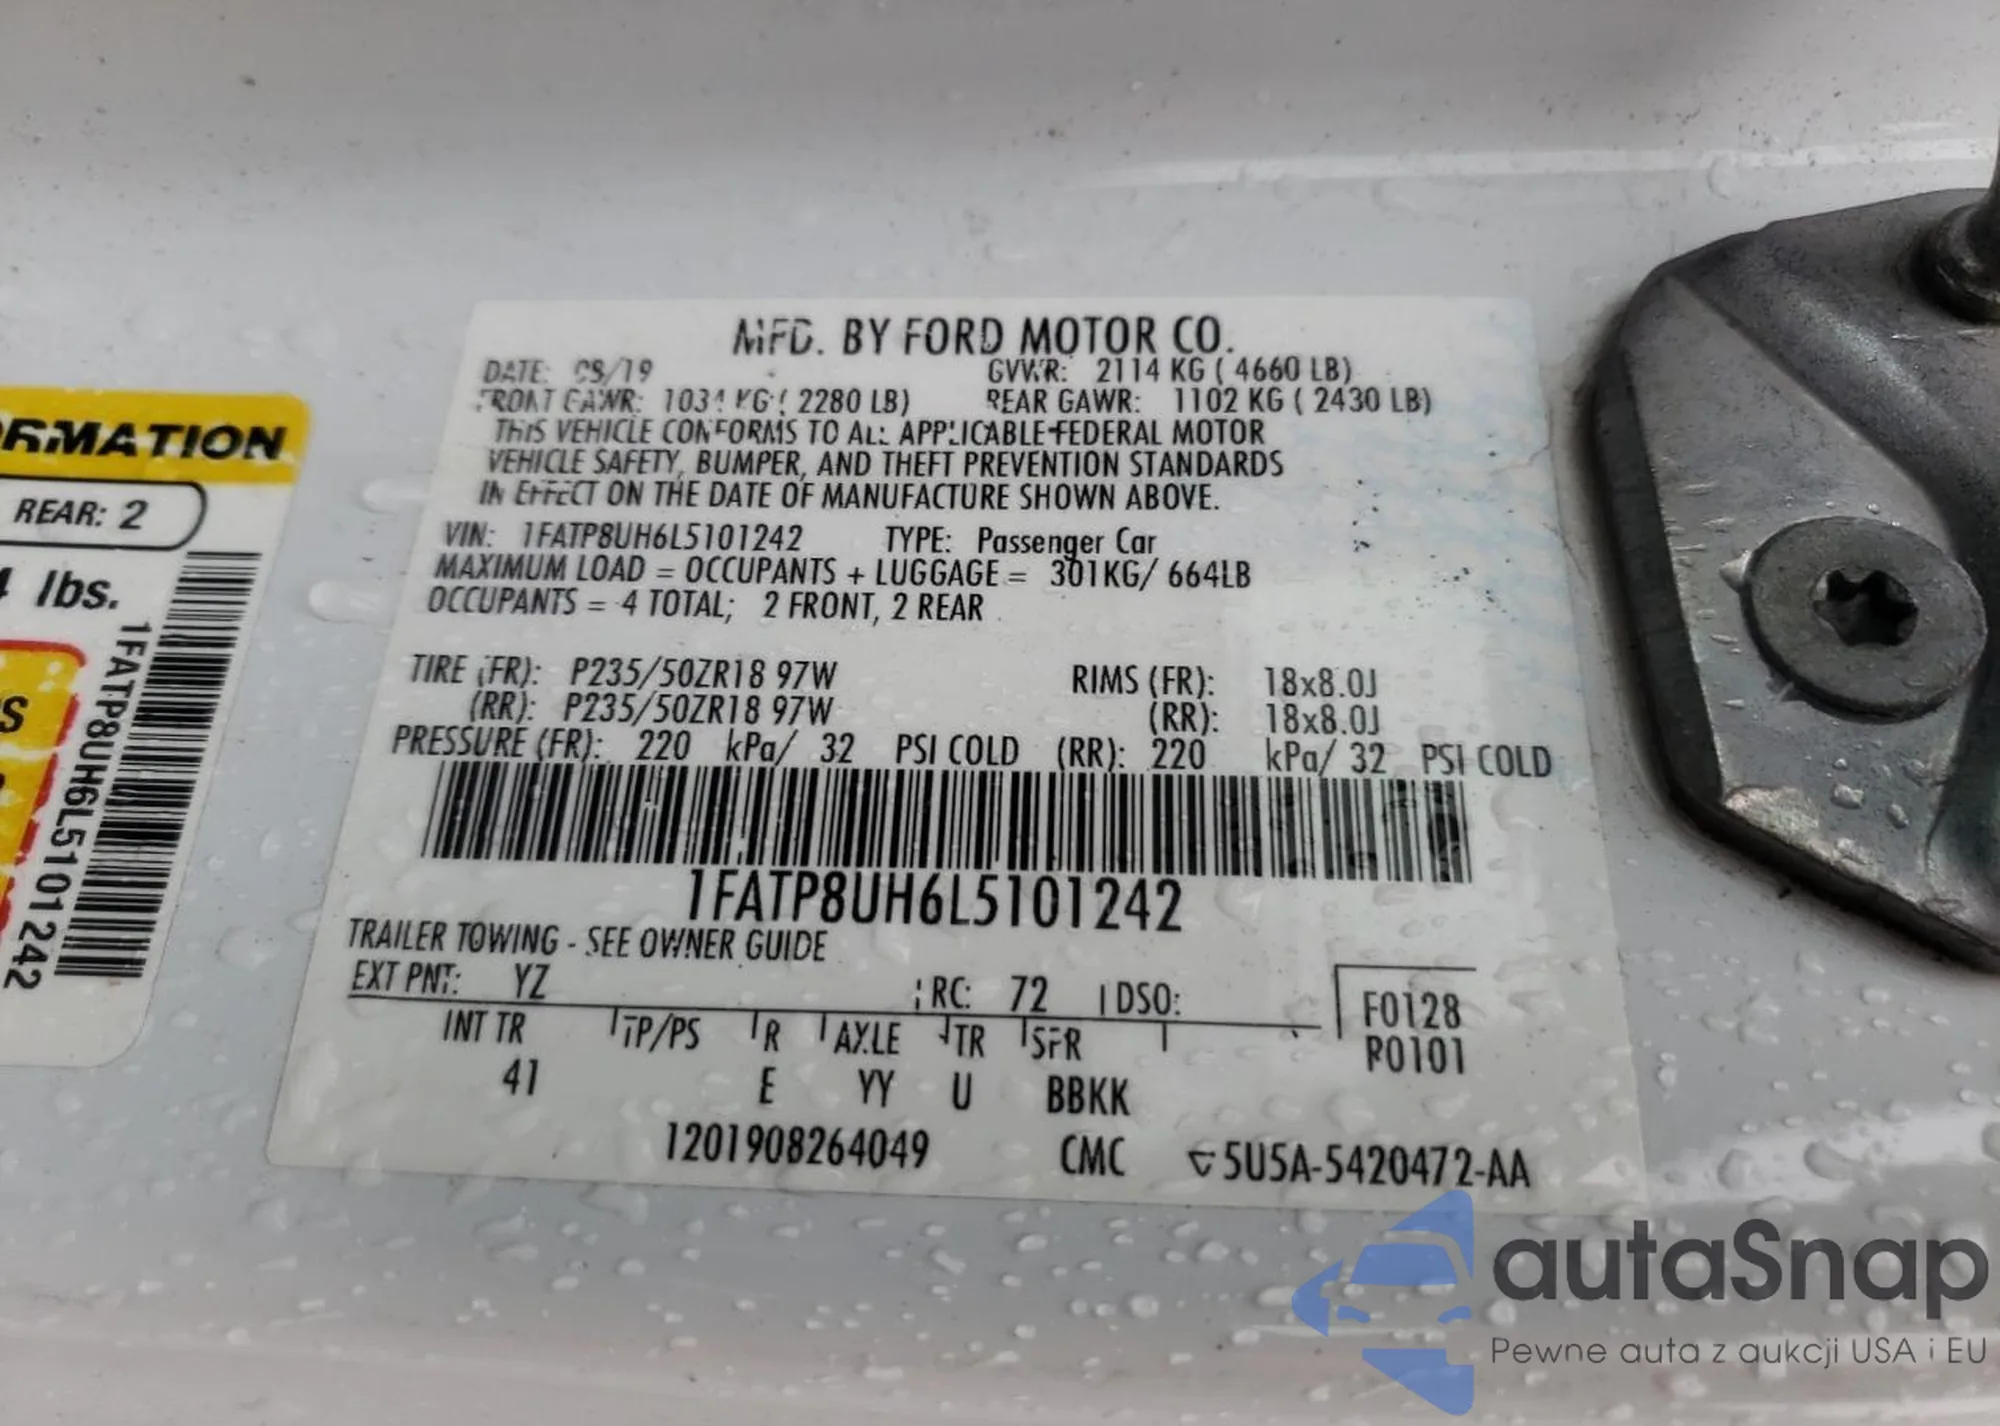 MFD. BY FORD MOTOR CO.
DATE: 08/19 GVWR: 2114 KG ( 4660 LB)
FRONT GAWR: 1034 KG ( 2280 LB) REAR GAWR: 1102 KG ( 2430 LB)
THIS VEHICLE CONFORMS TO ALL APPLICABLE FEDERAL MOTOR
VEHICLE SAFETY, BUMPER, AND THEFT PREVENTION STANDARDS
IN EFFECT ON THE DATE OF MANUFACTURE SHOWN ABOVE.
VIN: 1FATP8UH6L5101242 TYPE: Passenger Car
MAXIMUM LOAD = OCCUPANTS + LUGGAGE = 301KG/ 664LB
OCCUPANTS = 4 TOTAL; 2 FRONT, 2 REAR
TIRE (FR): P235/50ZR18 97W RIMS (FR): 18x8.0J
(RR): P235/50ZR18 97W (RR): 18x8.0J
PRESSURE (FR): 220 kPa/ 32 PSI COLD (RR): 220 kPa/ 32 PSI COLD
1FATP8UH6L5101242
TRAILER TOWING - SEE OWNER GUIDE
EXT PNT: YZ RC: 72 DSO:
F0128
R0101
INT TR TP/PS R AXLE TR SPR
41 E YY U BBKK
1201908264049 CMC 5U5A-5420472-AA
REAR: 2
lbs.
1FATP8UH6L5101242
autaSnap
Pewne auta z aukcji USA i EU